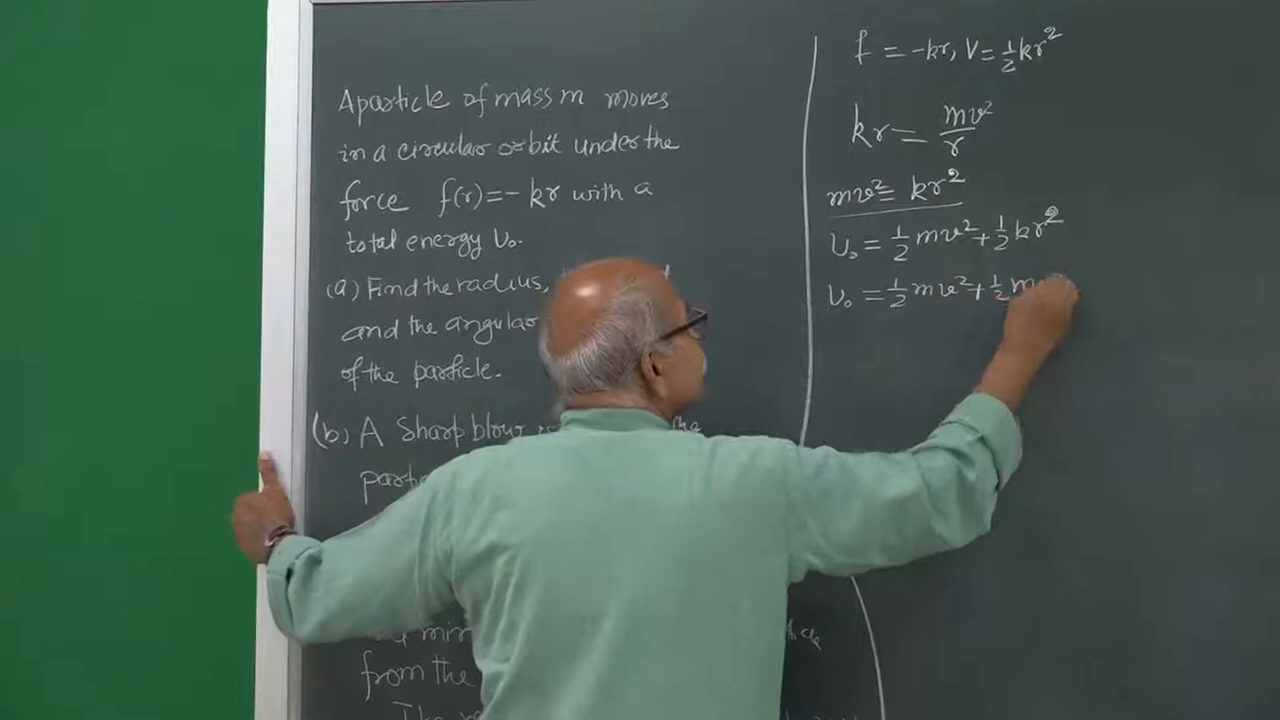 A particle of mass m moves
in a circular orbit under the
force f(r)=-kr with a
total energy U₀.
(a) Find the radius,
and the angular
of the particle.
(b) A Sharp blow
from the
f = -kr, V = ½kr²
kr = mv²/r
mv² = kr²
U₀ = ½mv² + ½kr²
U₀ = ½mv² + ½m